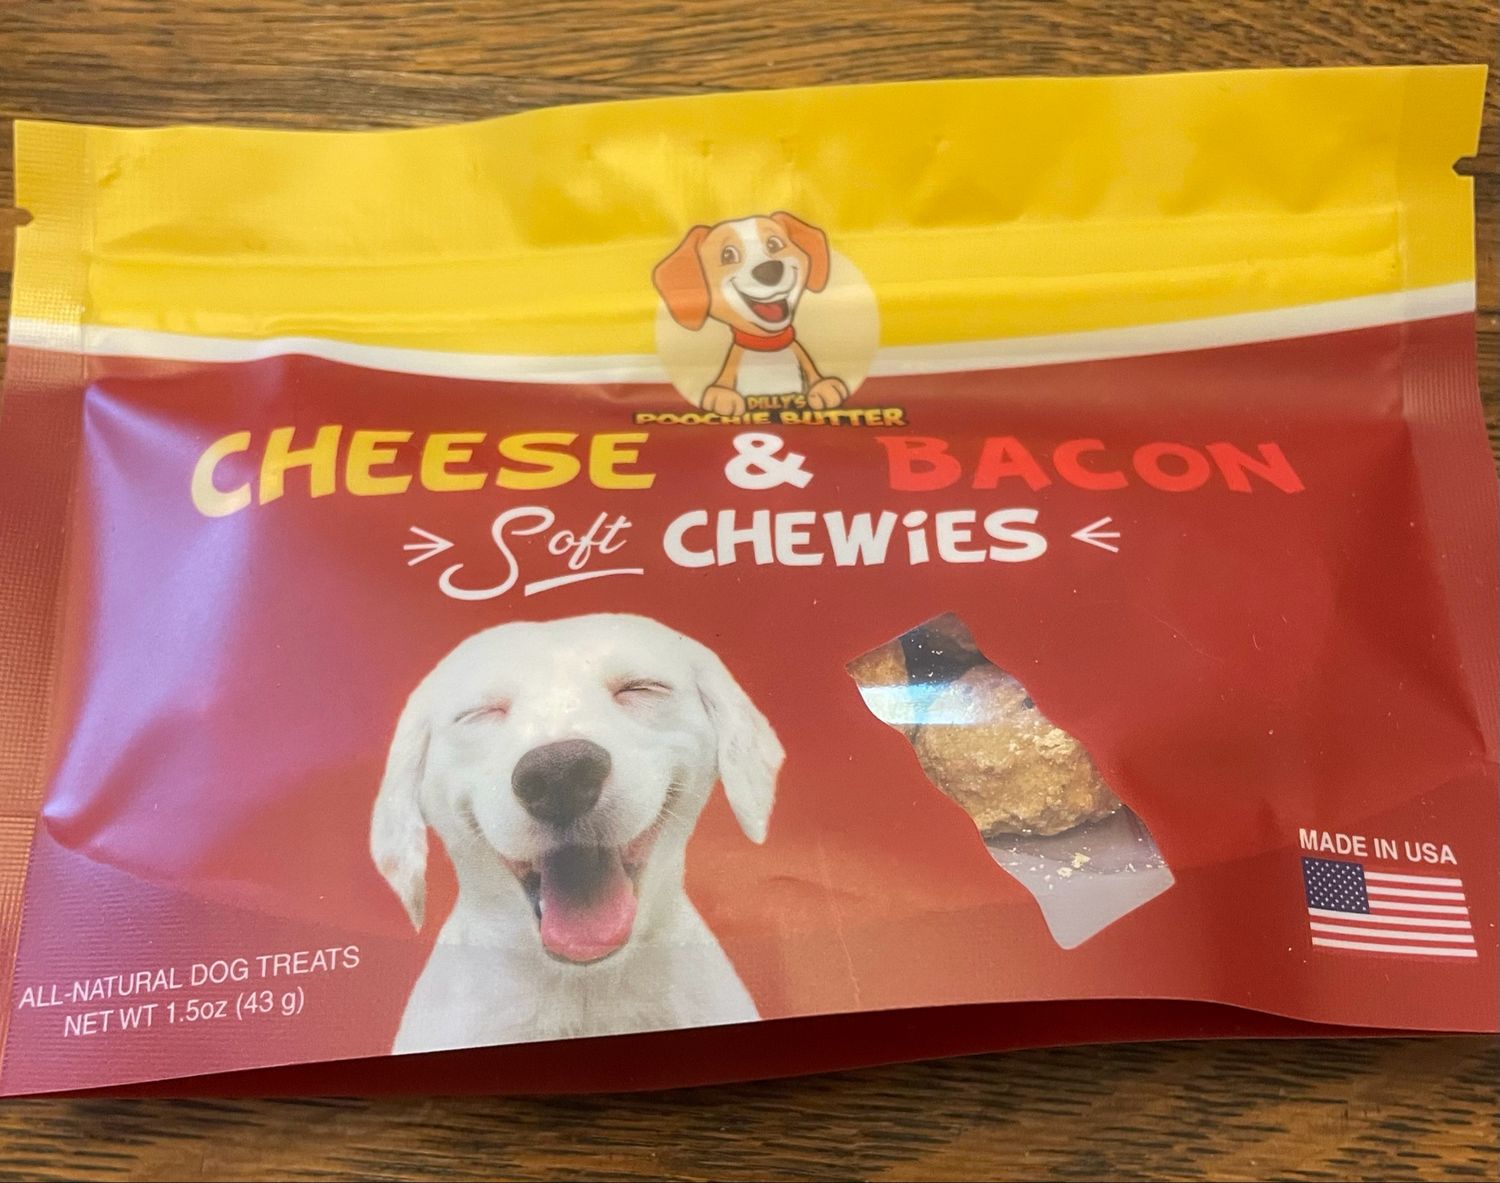 DILLY'S
POOCHIE BUTTER
CHEESE & BACON
Soft CHEWiES
MADE IN USA
ALL-NATURAL DOG TREATS
NET WT 1.5oz (43 g)